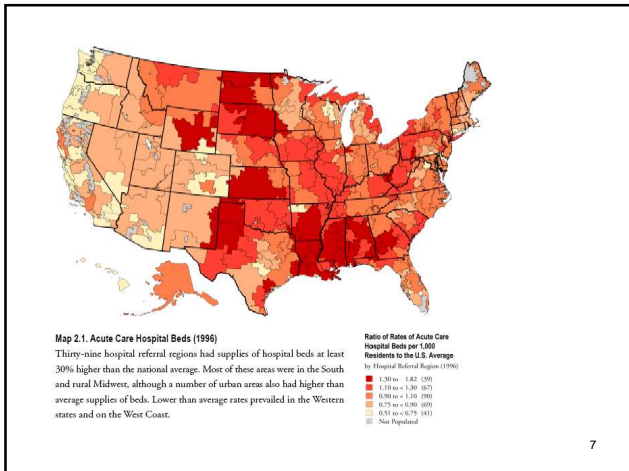 Map 2.1. Acute Care Hospital Beds (1996)
Thirty-nine hospital referral regions had supplies of hospital beds at least
30% higher than the national average. Most of these areas were in the South
and rural Midwest, although a number of urban areas also had higher than
average supplies of beds. Lower than average rates prevailed in the Western
states and on the West Coast.
Ratio of Rates of Acute Care
Hospital Beds per 1,000
Residents to the U.S. Average
by Hospital Referral Region (1996)
1.30 to 1.82 (39)
1.10 to < 1.30 (67)
0.90 to < 1.10 (90)
0.75 to < 0.90 (69)
0.51 to < 0.75 (41)
Not Populated
7